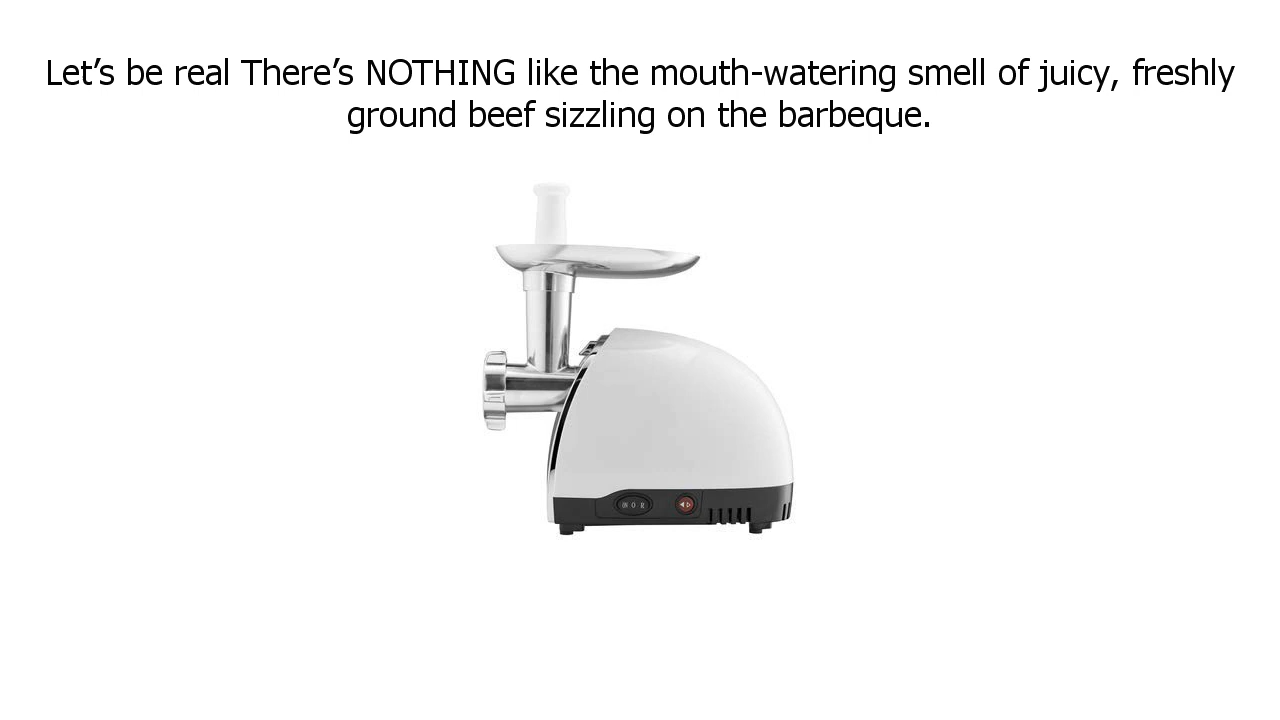 Let’s be real There’s NOTHING like the mouth-watering smell of juicy, freshly
ground beef sizzling on the barbeque.
ON O R